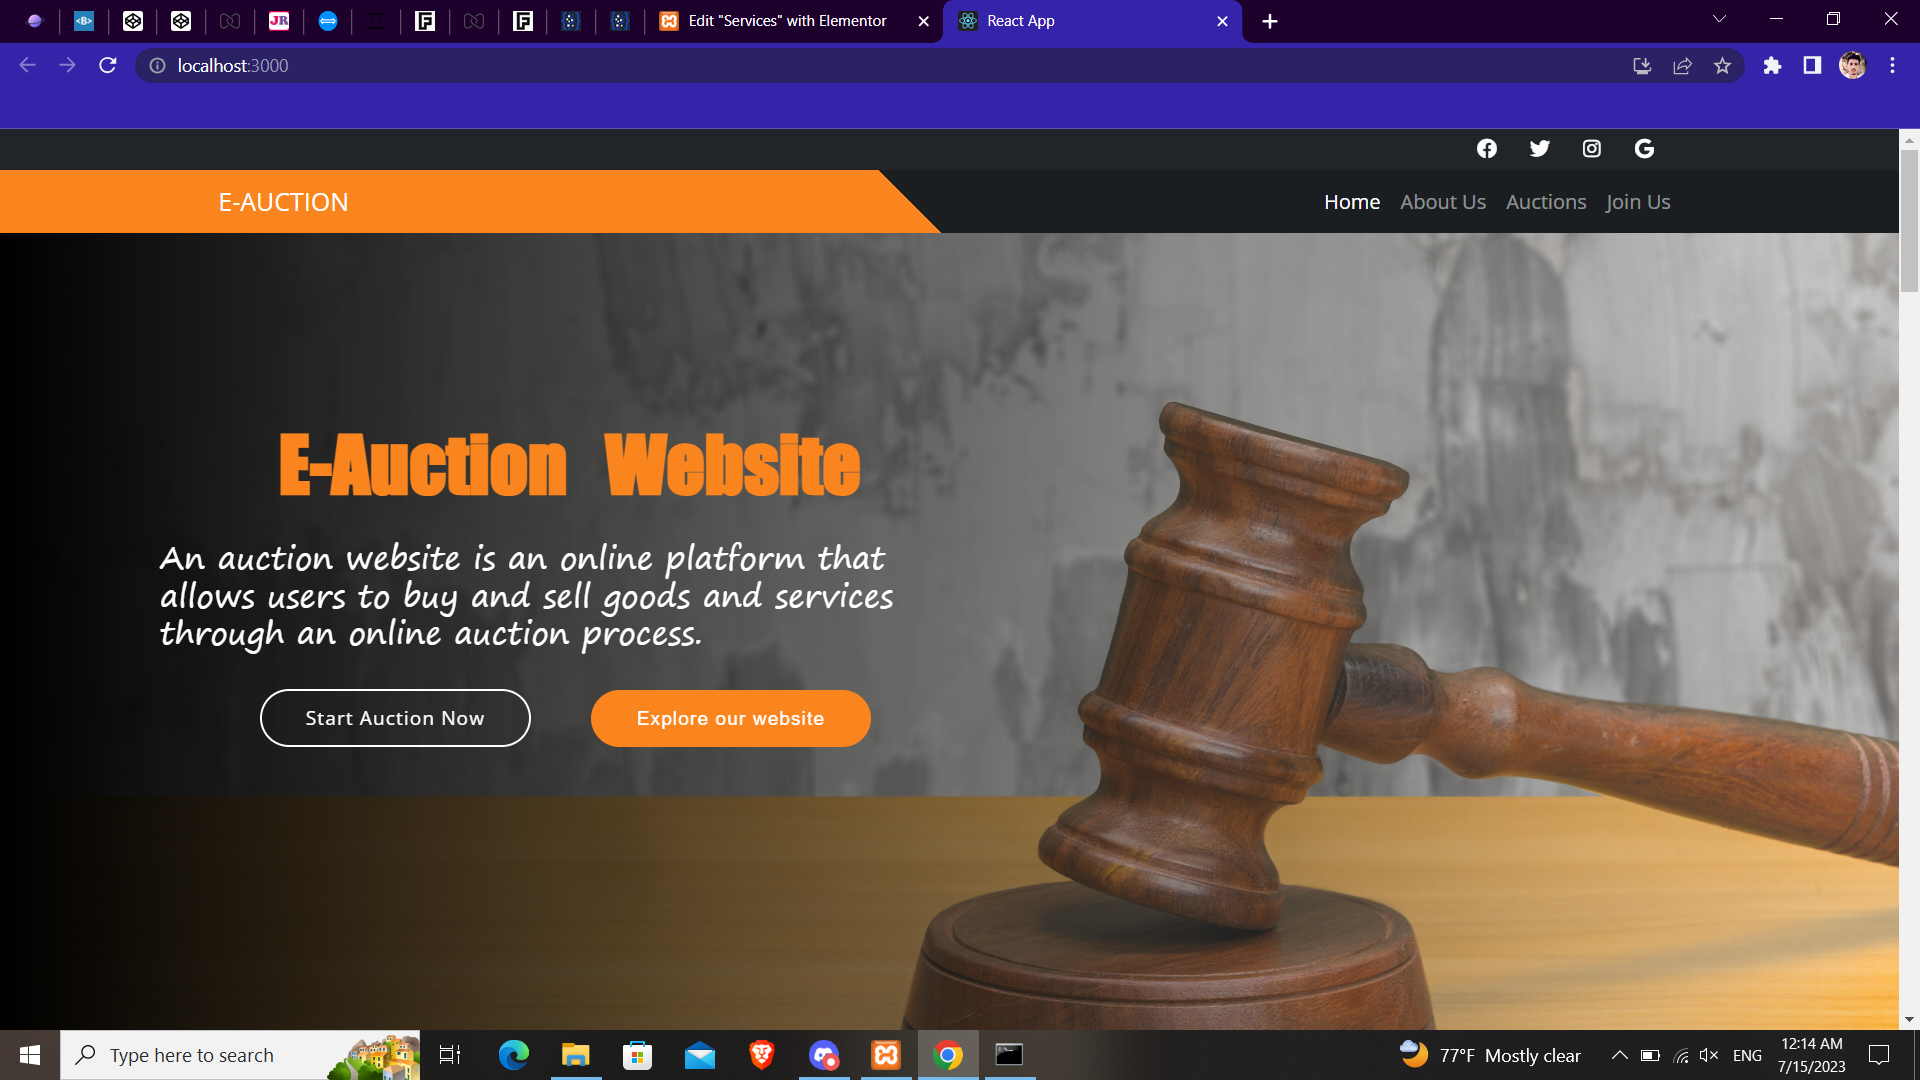 JR
F
F
Edit "Services" with Elementor
React App
localhost:3000
E-AUCTION
Home
About Us
Auctions
Join Us
E-Auction Website
An auction website is an online platform that
allows users to buy and sell goods and services
through an online auction process.
Start Auction Now
Explore our website
Type here to search
77°F Mostly clear
ENG
12:14 AM
7/15/2023